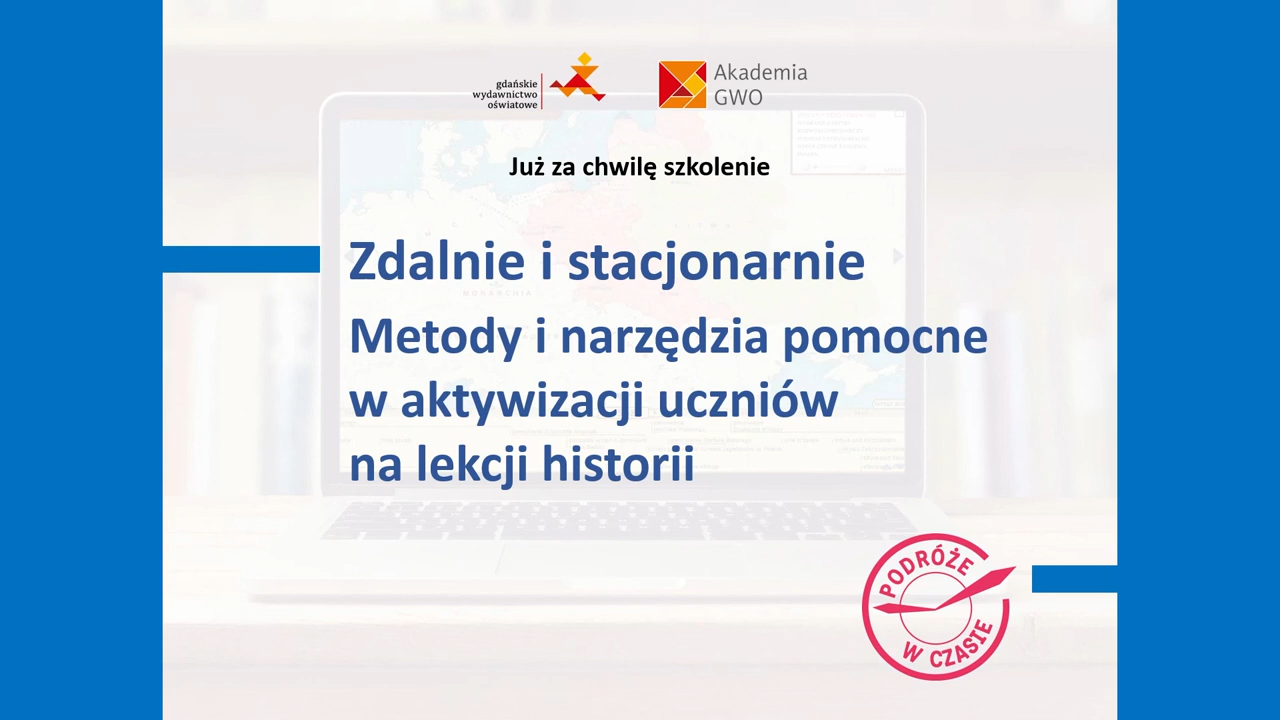 gdańskie
wydawnictwo
oświatowe
Akademia
GWO
Już za chwilę szkolenie
Zdalnie i stacjonarnie
Metody i narzędzia pomocne
w aktywizacji uczniów
na lekcji historii
PODRÓŻE
W CZASIE